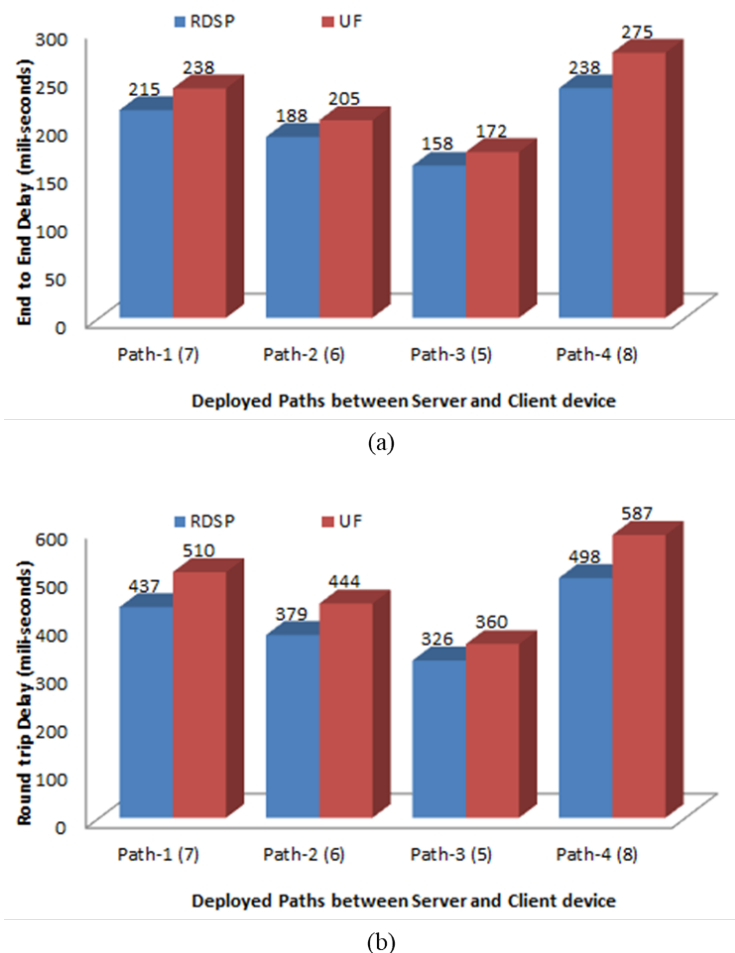 RDSP UF
End to End Delay (mili-seconds)
300
250
200
150
100
50
0
215 238 188 205 158 172 238 275
Path-1 (7) Path-2 (6) Path-3 (5) Path-4 (8)
Deployed Paths between Server and Client device
(a)
RDSP UF
Round trip Delay (mili-seconds)
600
500
400
300
200
100
0
437 510 379 444 326 360 498 587
Path-1 (7) Path-2 (6) Path-3 (5) Path-4 (8)
Deployed Paths between Server and Client device
(b)